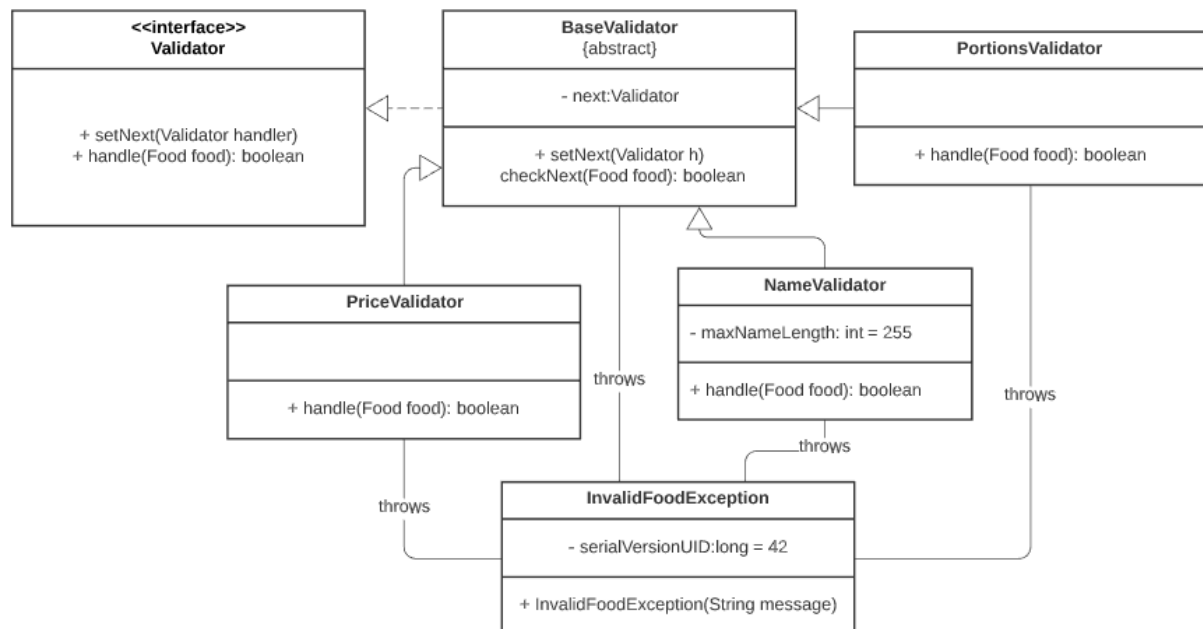 <<interface>>
Validator
+ setNext(Validator handler)
+ handle(Food food): boolean
BaseValidator
{abstract}
- next:Validator
+ setNext(Validator h)
checkNext(Food food): boolean
PortionsValidator
+ handle(Food food): boolean
PriceValidator
+ handle(Food food): boolean
NameValidator
- maxNameLength: int = 255
+ handle(Food food): boolean
throws
throws
throws
throws
InvalidFoodException
- serialVersionUID:long = 42
+ InvalidFoodException(String message)